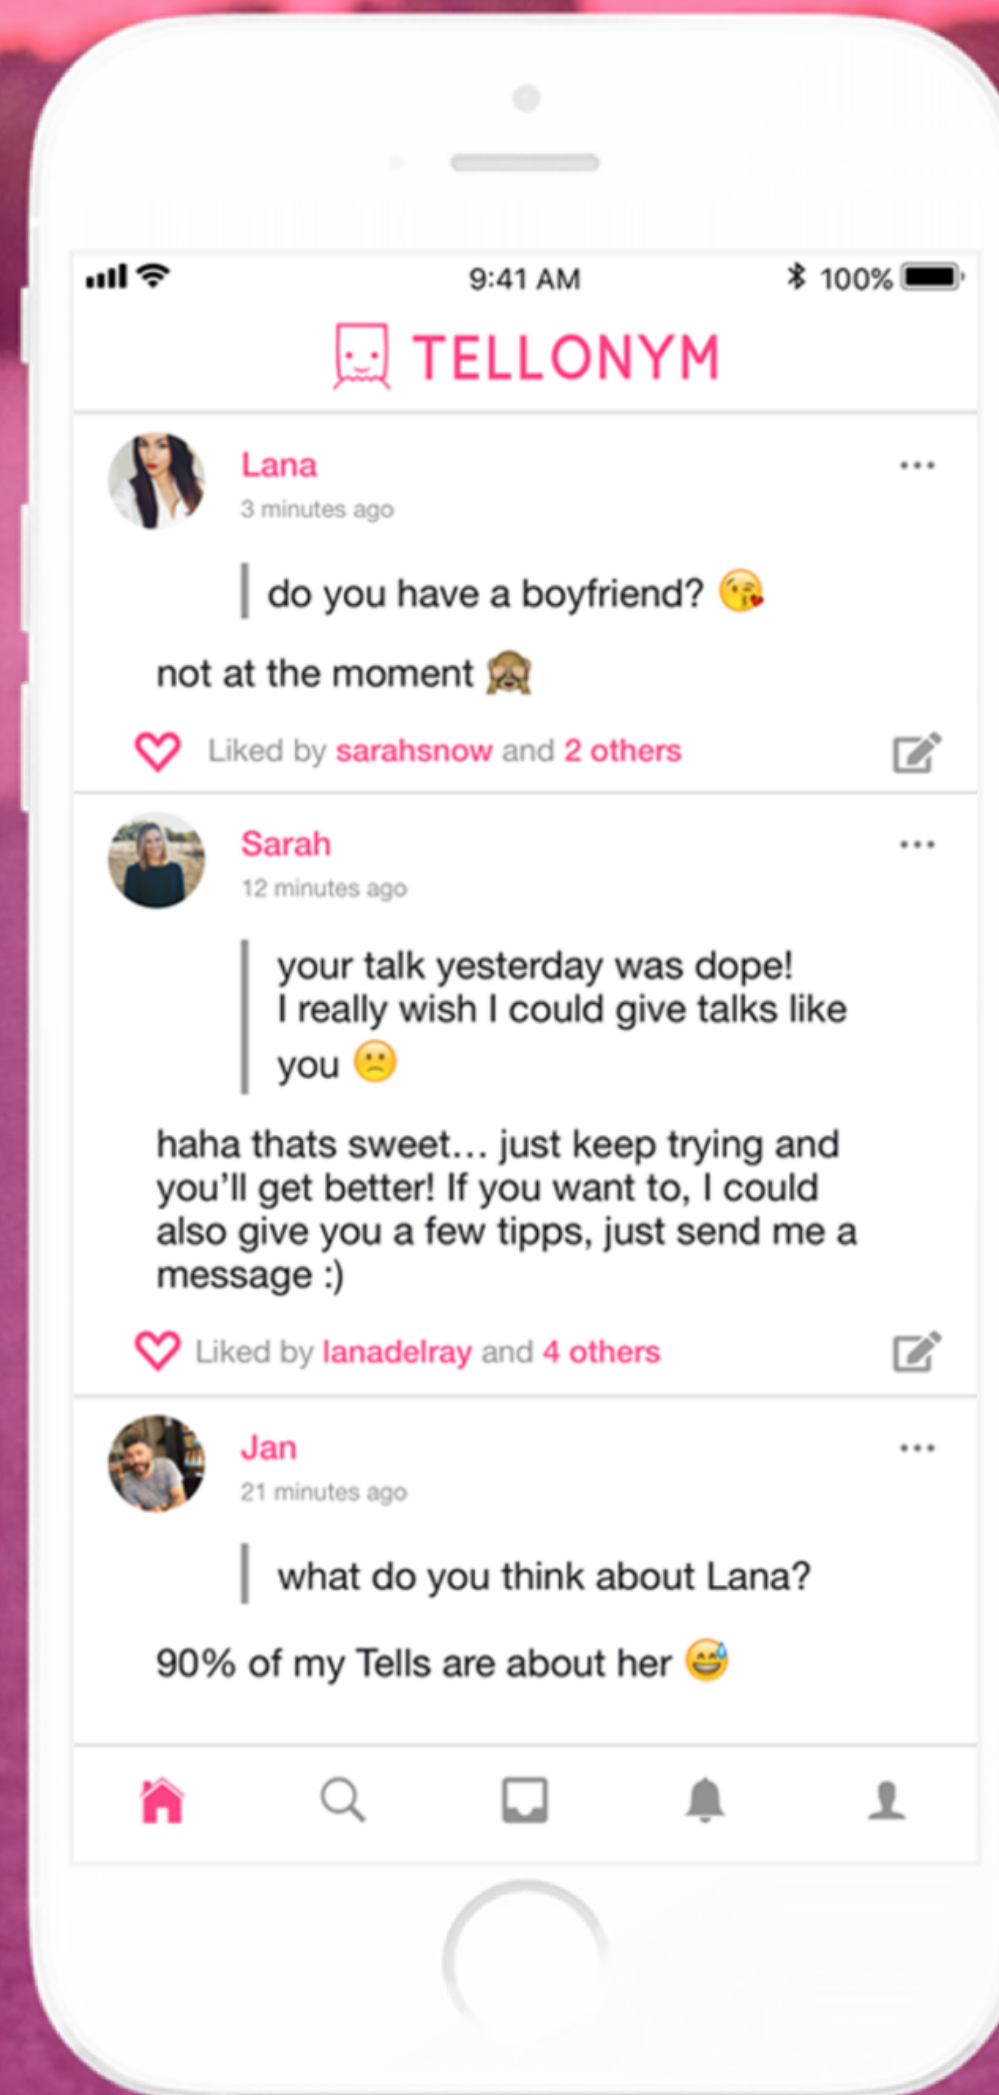 9:41 AM
100%
TELLONYM
Lana
3 minutes ago
do you have a boyfriend? 😘
not at the moment 🙈
Liked by sarahsnow and 2 others
Sarah
12 minutes ago
your talk yesterday was dope!
I really wish I could give talks like
you 🙁
haha thats sweet... just keep trying and
you'll get better! If you want to, I could
also give you a few tipps, just send me a
message :)
Liked by lanadelray and 4 others
Jan
21 minutes ago
what do you think about Lana?
90% of my Tells are about her 😅